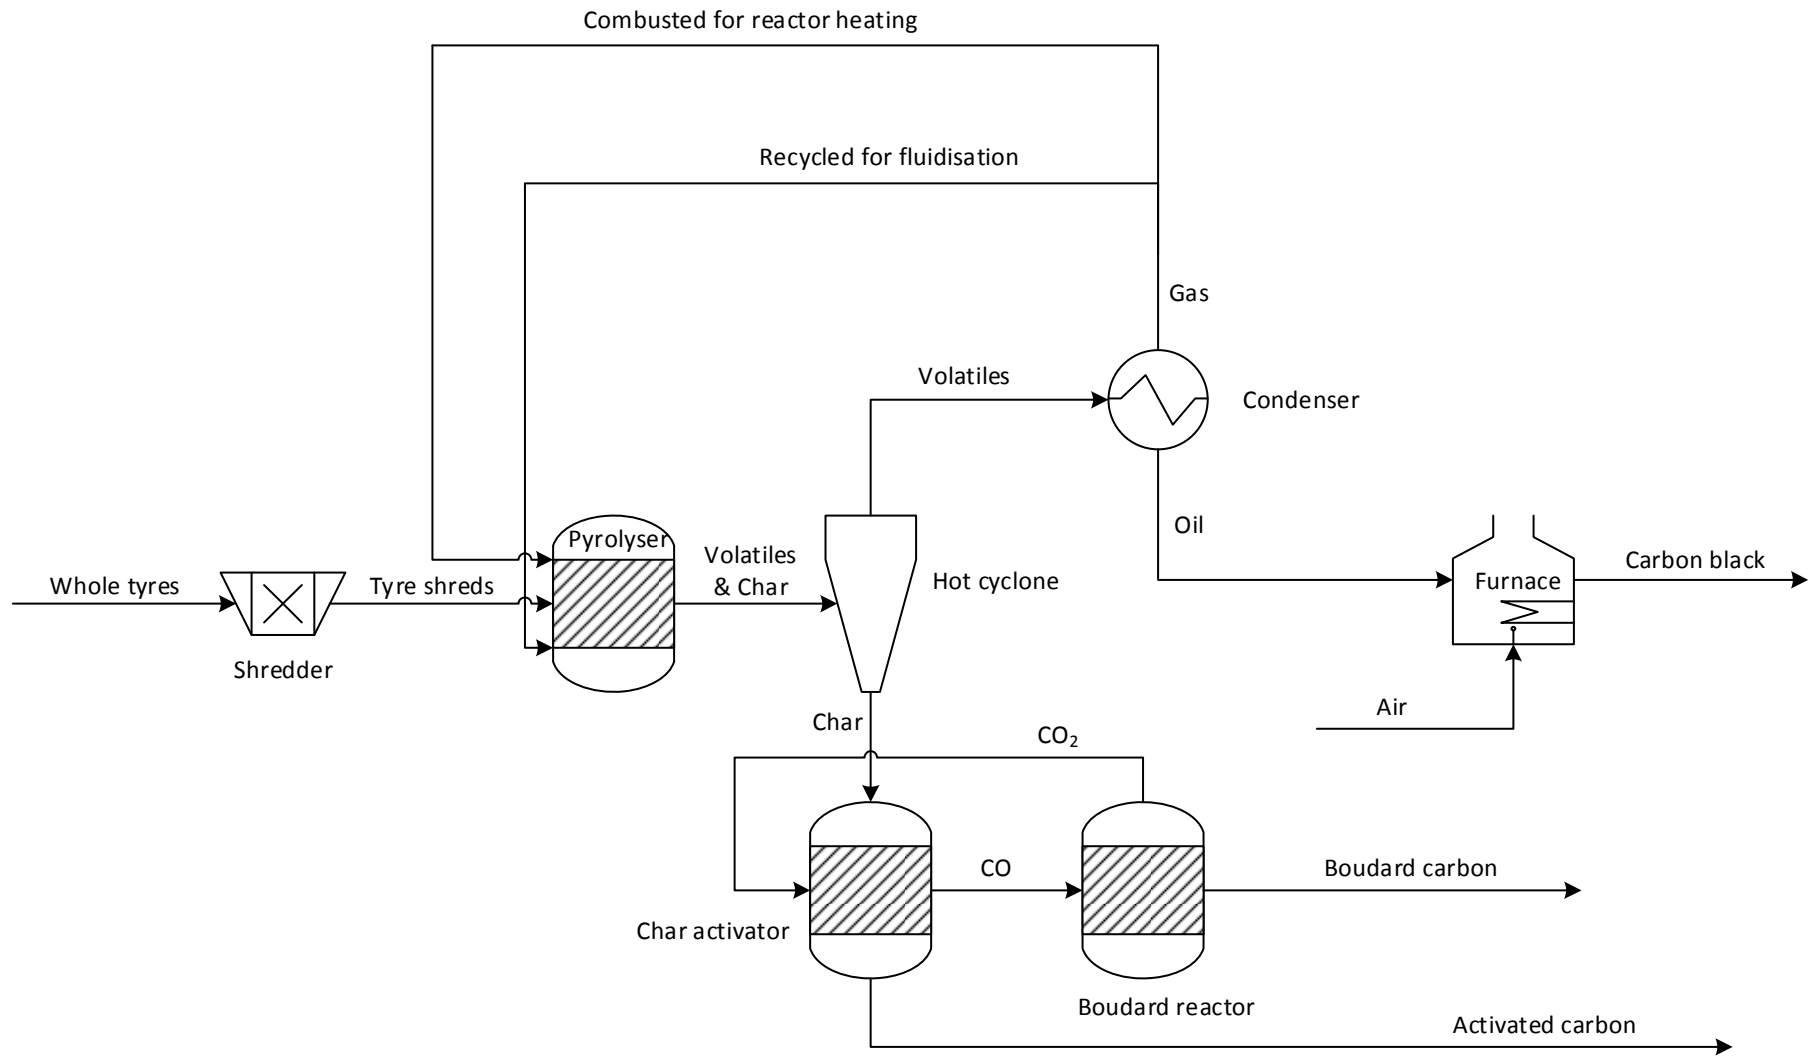 Combusted for reactor heating
Recycled for fluidisation
Gas
Volatiles
Condenser
Oil
Pyrolyser
Volatiles
& Char
Hot cyclone
Carbon black
Furnace
Whole tyres
Tyre shreds
Shredder
Char
Air
CO₂
CO
Boudard carbon
Char activator
Boudard reactor
Activated carbon